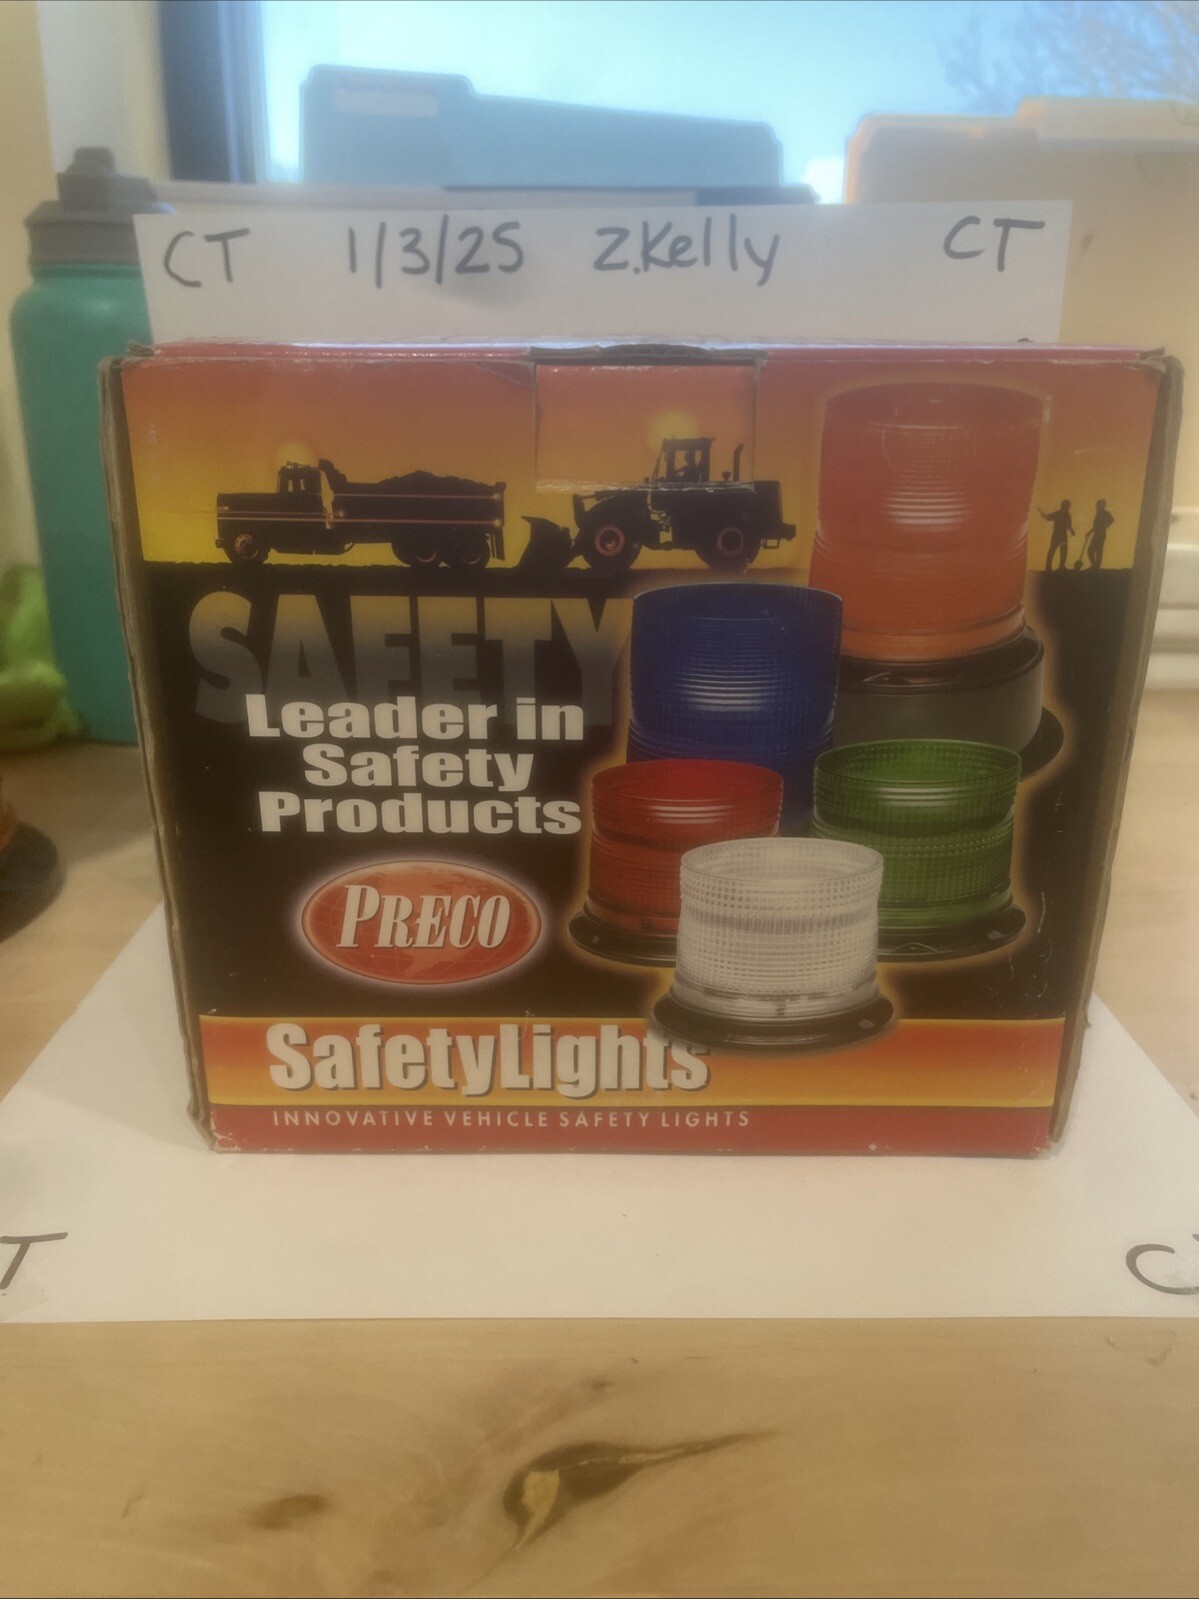 CT 1/3/25 Z.Kelly CT
SAFETY
Leader in
Safety
Products
PRECO
SafetyLights
INNOVATIVE VEHICLE SAFETY LIGHTS
T C